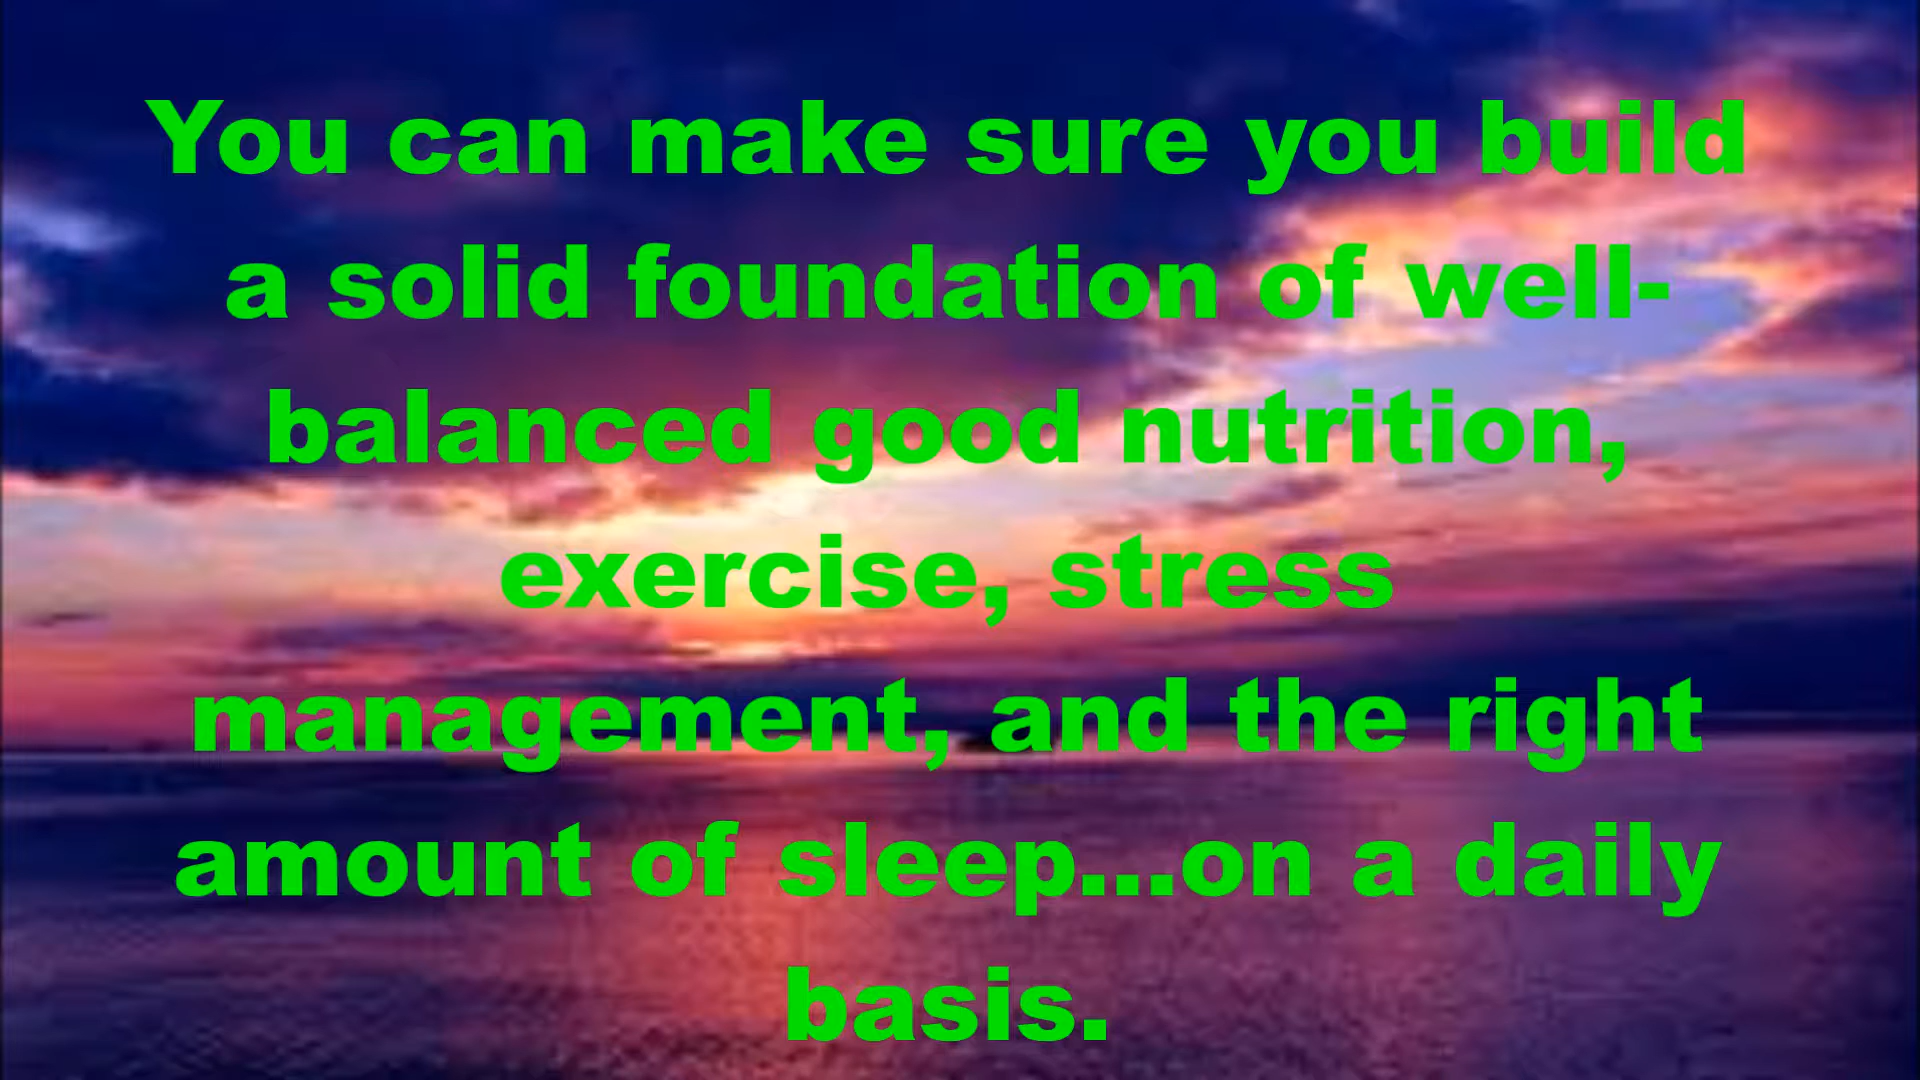 You can make sure you build
a solid foundation of well-
balanced good nutrition,
exercise, stress
management, and the right
amount of sleep...on a daily
basis.